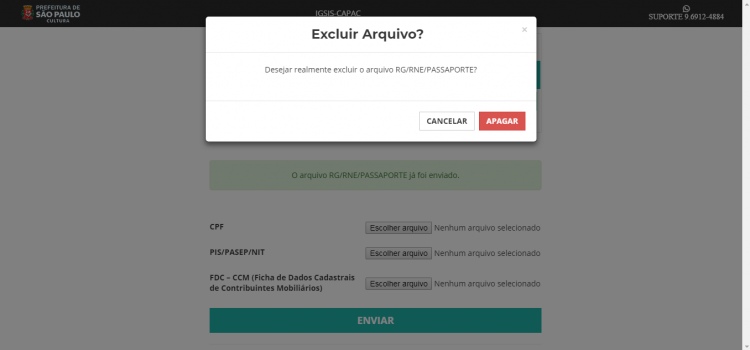 PREFEITURA DE
SÃO PAULO
CULTURA
IGSIS-CAPAC
SUPORTE 9.6912-4884
Excluir Arquivo?
×
Desejar realmente excluir o arquivo RG/RNE/PASSAPORTE?
CANCELAR APAGAR
O arquivo RG/RNE/PASSAPORTE já foi enviado.
CPF Escolher arquivo Nenhum arquivo selecionado
PIS/PASEP/NIT Escolher arquivo Nenhum arquivo selecionado
FDC – CCM (Ficha de Dados Cadastrais
de Contribuintes Mobiliários) Escolher arquivo Nenhum arquivo selecionado
ENVIAR